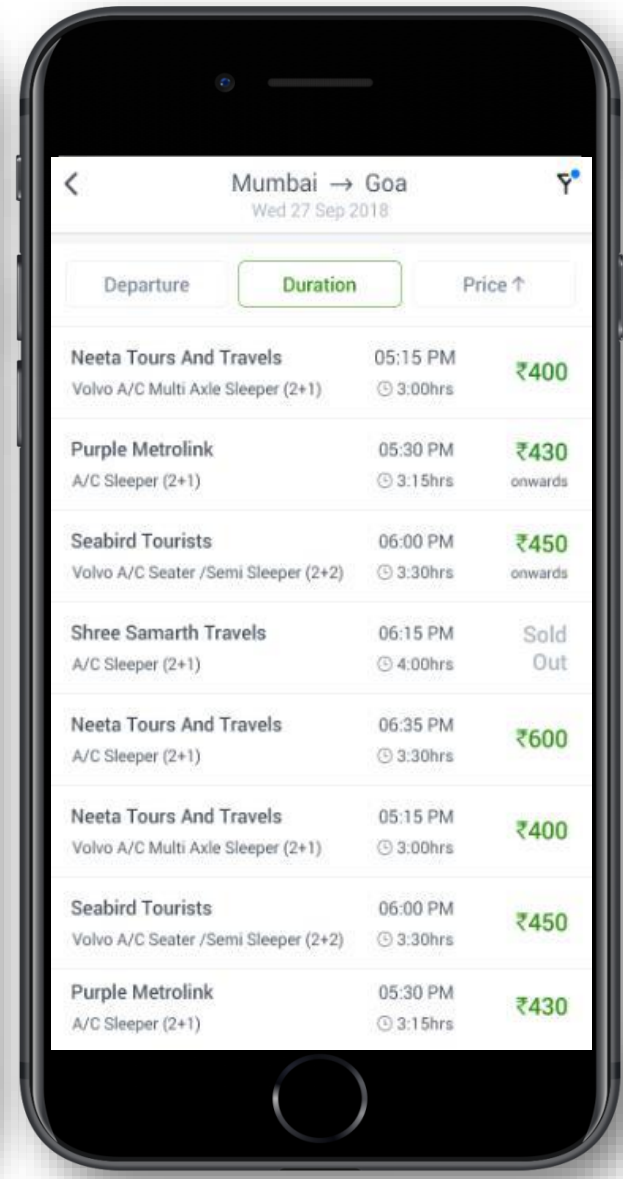 Mumbai → Goa
Wed 27 Sep 2018
Departure Duration Price ↑
Neeta Tours And Travels 05:15 PM ₹400
Volvo A/C Multi Axle Sleeper (2+1) 3:00hrs
Purple Metrolink 05:30 PM ₹430
A/C Sleeper (2+1) 3:15hrs onwards
Seabird Tourists 06:00 PM ₹450
Volvo A/C Seater /Semi Sleeper (2+2) 3:30hrs onwards
Shree Samarth Travels 06:15 PM Sold
A/C Sleeper (2+1) 4:00hrs Out
Neeta Tours And Travels 06:35 PM ₹600
A/C Sleeper (2+1) 3:30hrs
Neeta Tours And Travels 05:15 PM ₹400
Volvo A/C Multi Axle Sleeper (2+1) 3:00hrs
Seabird Tourists 06:00 PM ₹450
Volvo A/C Seater /Semi Sleeper (2+2) 3:30hrs
Purple Metrolink 05:30 PM ₹430
A/C Sleeper (2+1) 3:15hrs